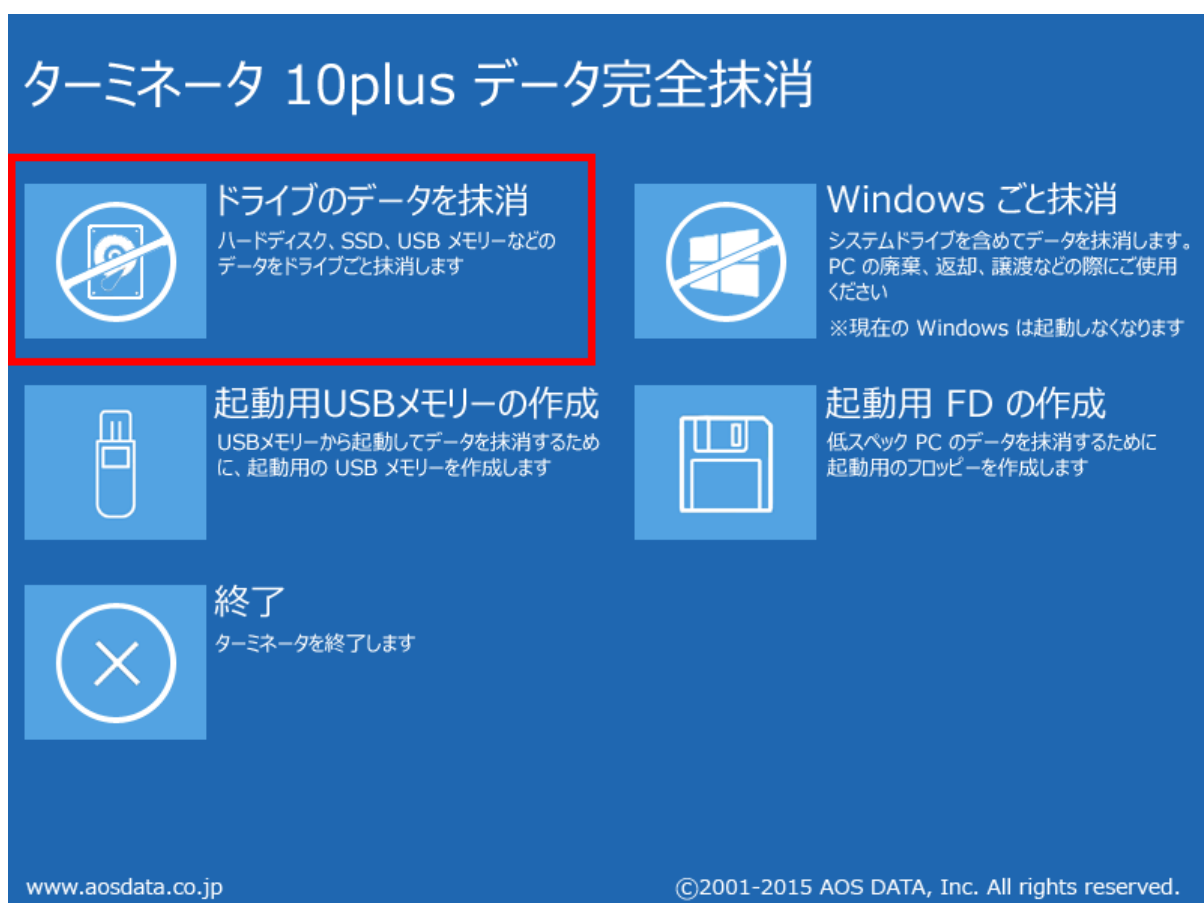 ターミネータ 10plus データ完全抹消
ドライブのデータを抹消
ハードディスク、SSD、USB メモリーなどの
データをドライブごと抹消します
Windows ごと抹消
システムドライブを含めてデータを抹消します。
PC の廃棄、返却、譲渡などの際にご使用
ください
※現在の Windows は起動しなくなります
起動用USBメモリーの作成
USBメモリーから起動してデータを抹消するため
に、起動用の USB メモリーを作成します
起動用 FD の作成
低スペック PC のデータを抹消するために
起動用のフロッピーを作成します
終了
ターミネータを終了します
www.aosdata.co.jp
©2001-2015 AOS DATA, Inc. All rights reserved.